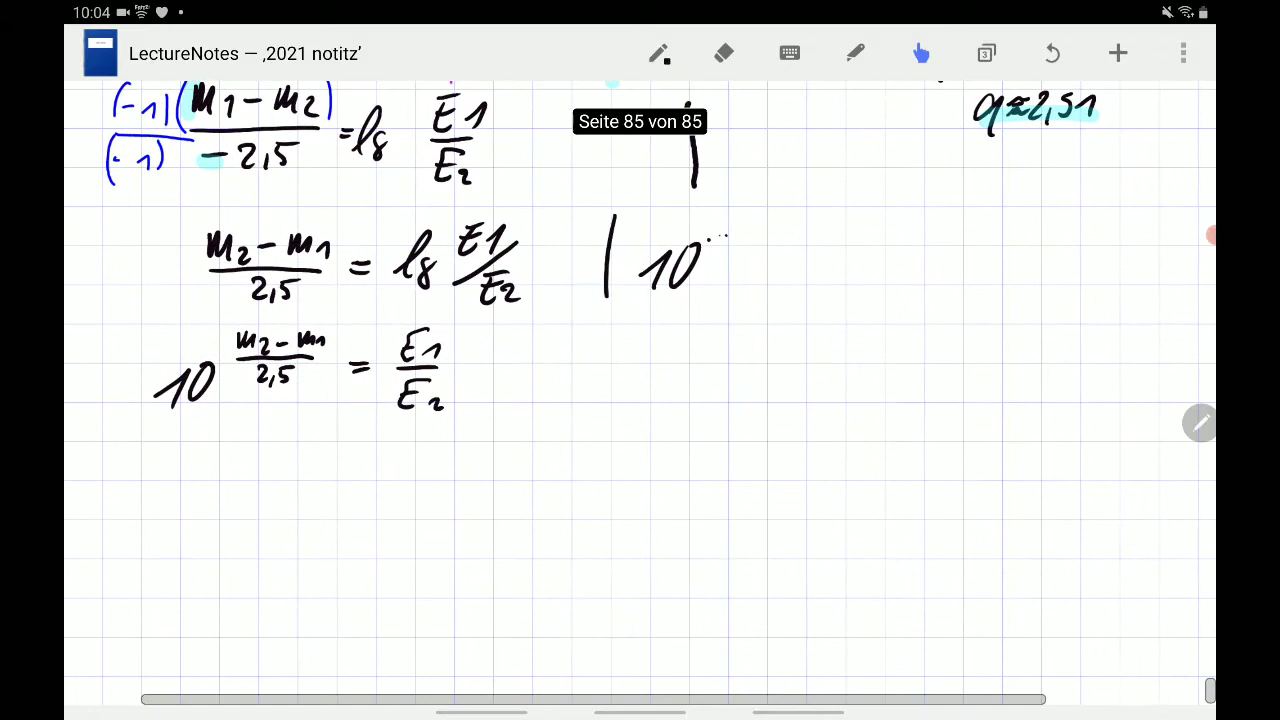 10:04
LectureNotes — ‚2021 notitz’
(-1)(m1 - m2) / (-1) - 2,5 = lg E1 / E2
Seite 85 von 85
q≈2,51
m2 - m1 / 2,5 = lg E1 / E2 | 10^...
10^(m2 - m1 / 2,5) = E1 / E2